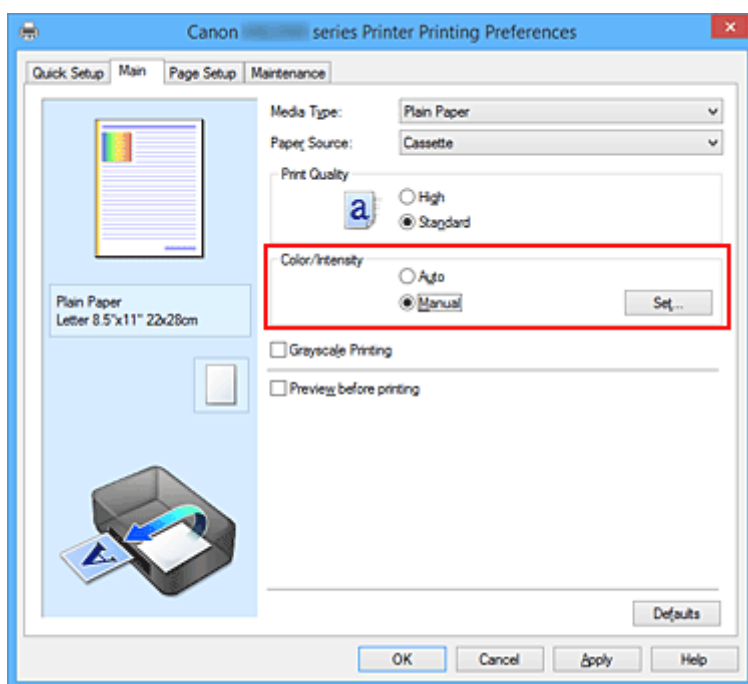 Canon series Printer Printing Preferences
Quick Setup Main Page Setup Maintenance
Media Type: Plain Paper
Paper Source: Cassette
Print Quality
a
High
Standard
Color/Intensity
Auto
Manual Set...
Plain Paper
Letter 8.5"x11" 22x28cm
Grayscale Printing
Preview before printing
A
Defaults
OK Cancel Apply Help